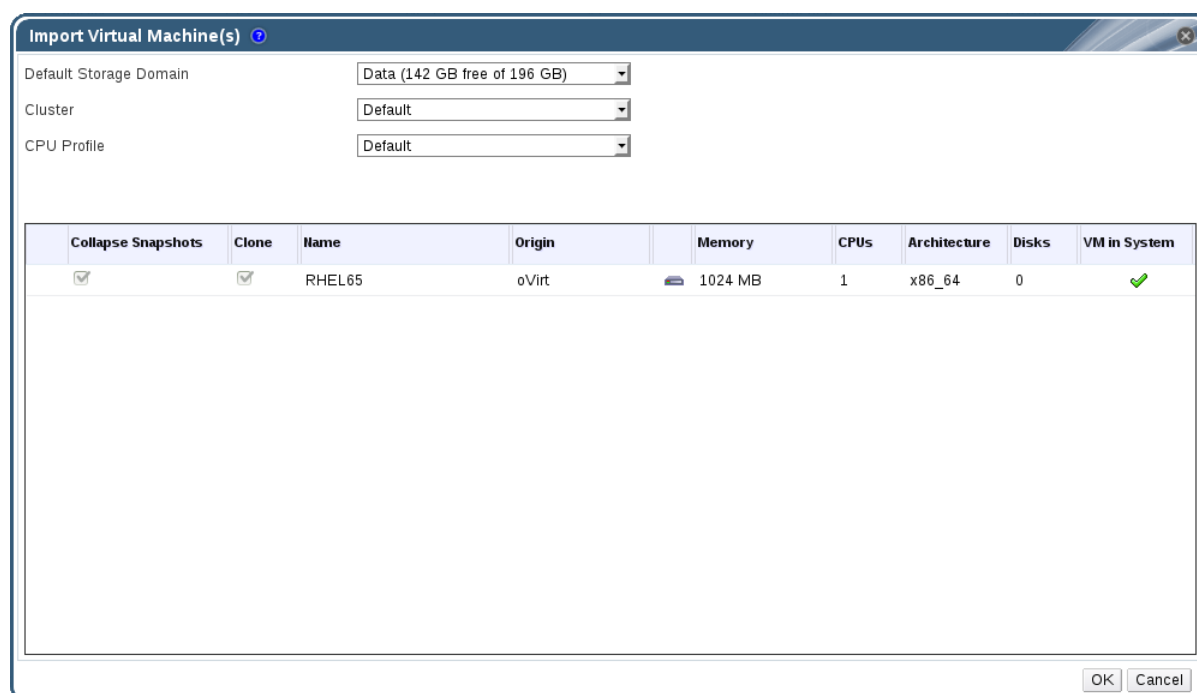 Import Virtual Machine(s) ?
Default Storage Domain Data (142 GB free of 196 GB)
Cluster Default
CPU Profile Default
Collapse Snapshots Clone Name Origin Memory CPUs Architecture Disks VM in System
RHEL65 oVirt 1024 MB 1 x86_64 0
OK Cancel